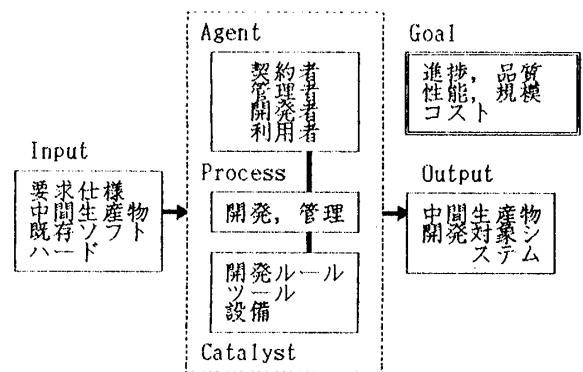 Agent
契約者
管理者
開発者
利用者
Goal
進捗, 品質
性能, 規模
コスト
Input
要求仕様
中間生産物
既存ソフト
ハード
Process
開発, 管理
Output
中間生産物
開発対象シ
ステム
開発ルール
ツール
設備
Catalyst